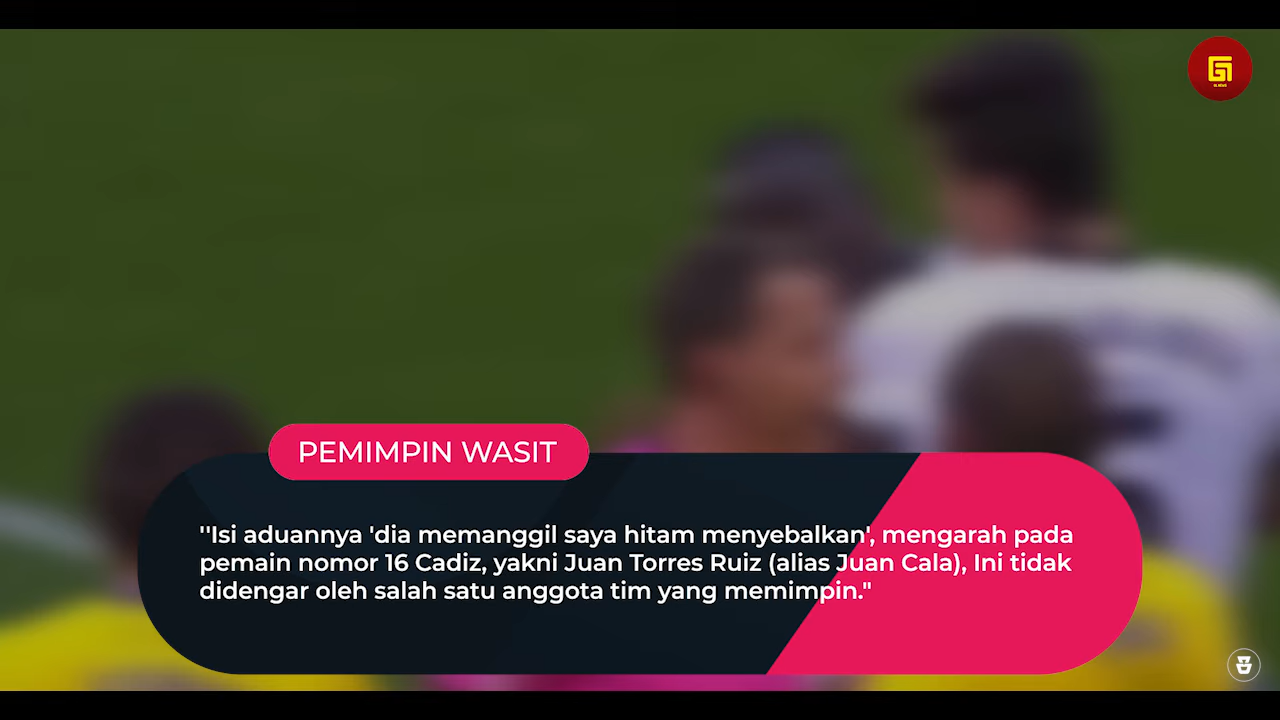 PEMIMPIN WASIT
''Isi aduannya 'dia memanggil saya hitam menyebalkan', mengarah pada
pemain nomor 16 Cadiz, yakni Juan Torres Ruiz (alias Juan Cala), Ini tidak
didengar oleh salah satu anggota tim yang memimpin."